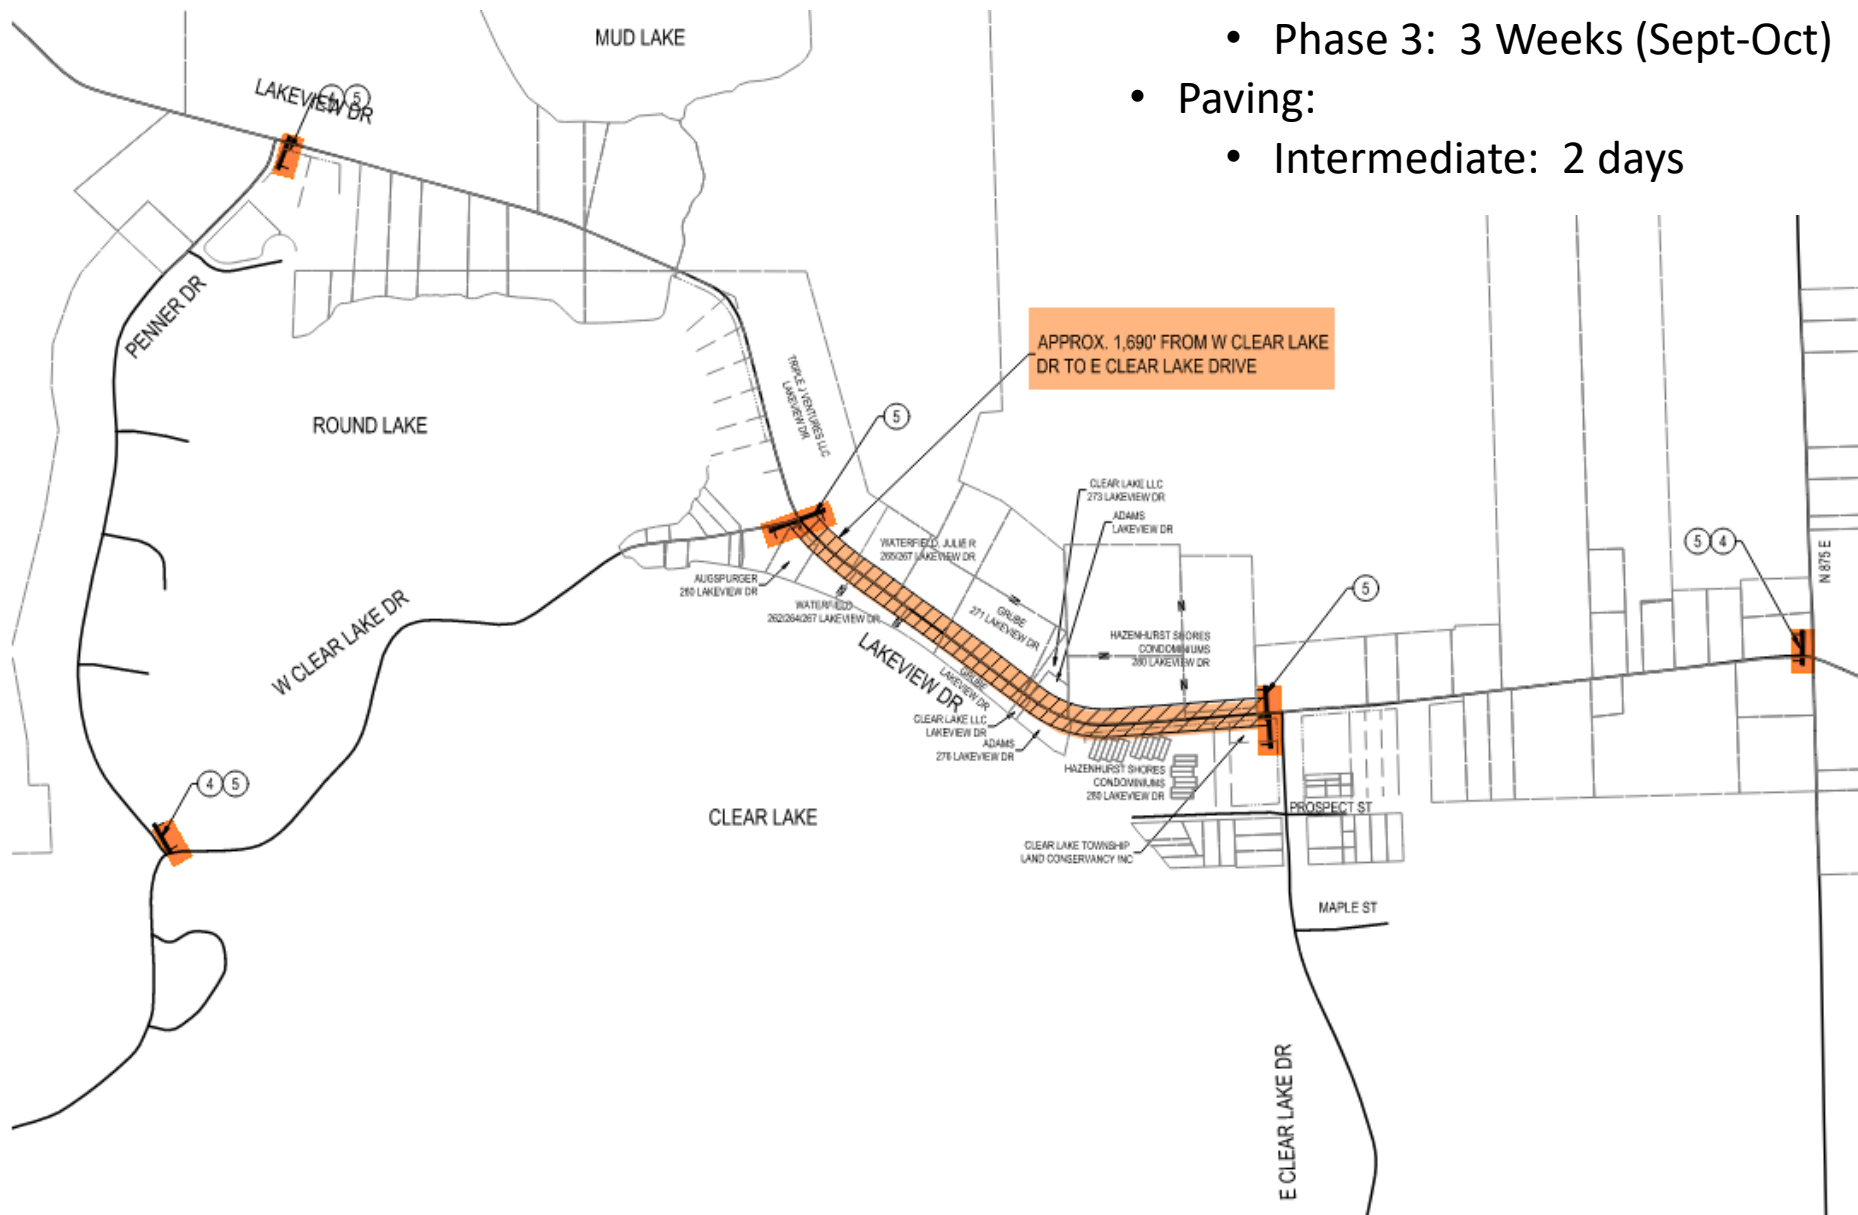 • Phase 3: 3 Weeks (Sept-Oct)
• Paving:
• Intermediate: 2 days
MUD LAKE
LAKEVIEW DR
4 5
PENNER DR
ROUND LAKE
APPROX. 1,690' FROM W CLEAR LAKE
DR TO E CLEAR LAKE DRIVE
TRIPLE J VENTURES LLC
LAKEVIEW DR
5
CLEAR LAKE LLC
273 LAKEVIEW DR
ADAMS
LAKEVIEW DR
WATERFIELD, JULIE R
265/267 LAKEVIEW DR
AUGSPURGER
260 LAKEVIEW DR
WATERFIELD
262/264/267 LAKEVIEW DR
GRUBE
271 LAKEVIEW DR
HAZENHURST SHORES
CONDOMINIUMS
280 LAKEVIEW DR
5
5 4
N 875 E
W CLEAR LAKE DR
LAKEVIEW DR
GRUBE
LAKEVIEW DR
CLEAR LAKE LLC
LAKEVIEW DR
ADAMS
276 LAKEVIEW DR
HAZENHURST SHORES
CONDOMINIUMS
280 LAKEVIEW DR
4 5
CLEAR LAKE
PROSPECT ST
CLEAR LAKE TOWNSHIP
LAND CONSERVANCY INC
MAPLE ST
E CLEAR LAKE DR